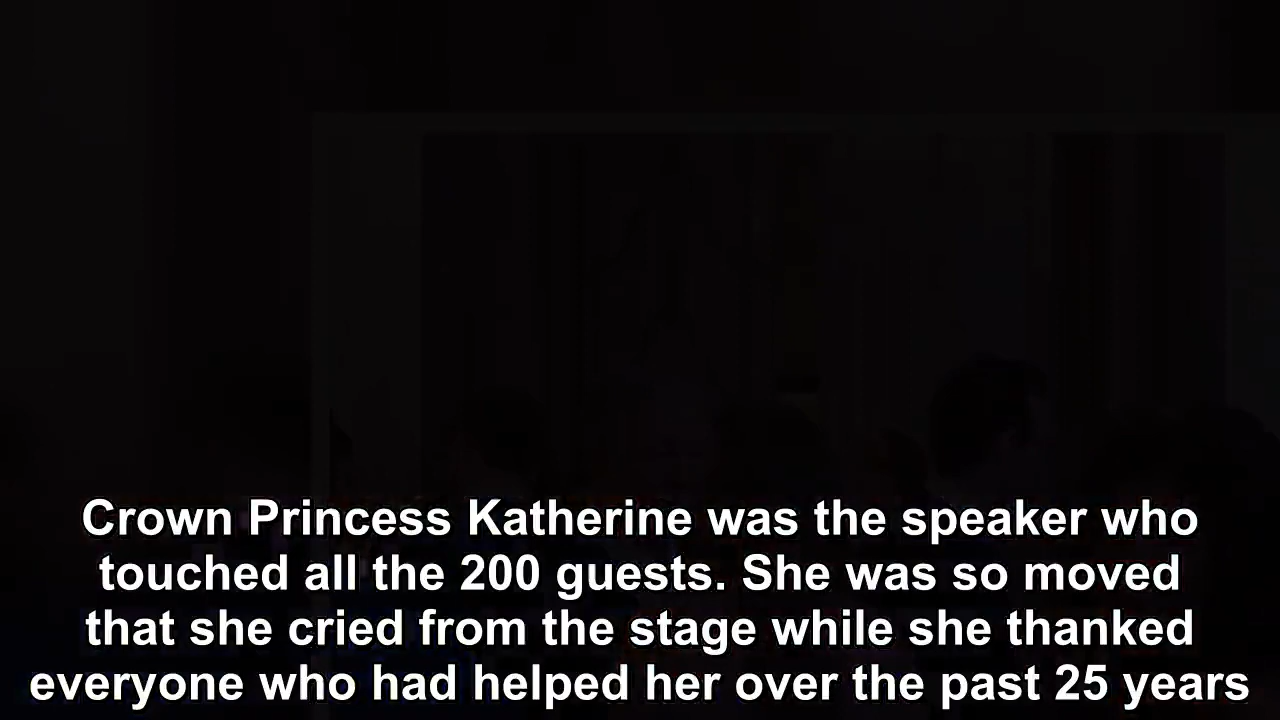 Crown Princess Katherine was the speaker who
touched all the 200 guests. She was so moved
that she cried from the stage while she thanked
everyone who had helped her over the past 25 years